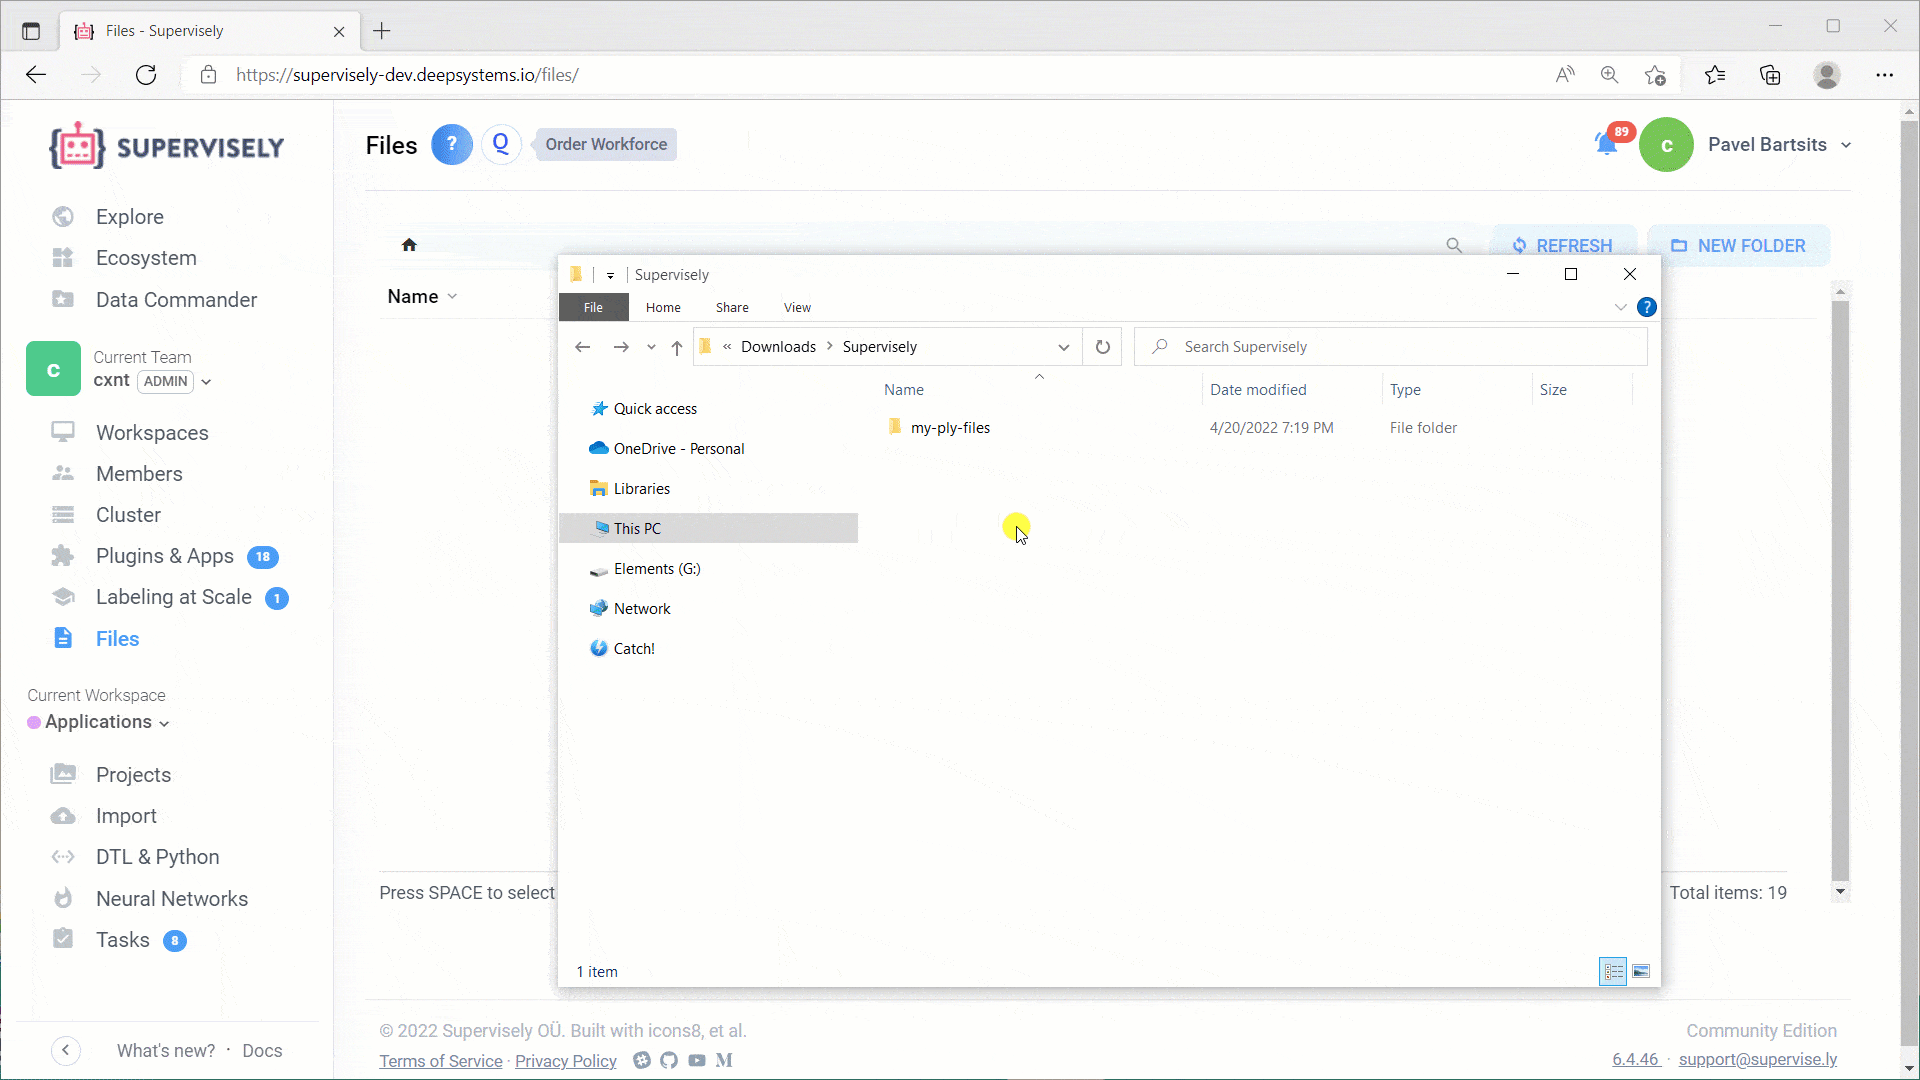 Files - Supervisely
https://supervisely-dev.deepsystems.io/files/
SUPERVISELY
Explore
Ecosystem
Data Commander
c
Current Team
cxnt ADMIN
Workspaces
Members
Cluster
Plugins & Apps 18
Labeling at Scale 1
Files
Current Workspace
Applications
Projects
Import
DTL & Python
Neural Networks
Tasks 8
What's new? · Docs
Files ? Q Order Workforce
89 c Pavel Bartsits
REFRESH NEW FOLDER
Name
Supervisely
File Home Share View ?
« Downloads > Supervisely
Search Supervisely
Quick access
OneDrive - Personal
Libraries
This PC
Elements (G:)
Network
Catch!
Name Date modified Type Size
my-ply-files 4/20/2022 7:19 PM File folder
1 item
Press SPACE to select
Total items: 19
© 2022 Supervisely OÜ. Built with icons8, et al.
Terms of Service · Privacy Policy
Community Edition
6.4.46 · support@supervise.ly